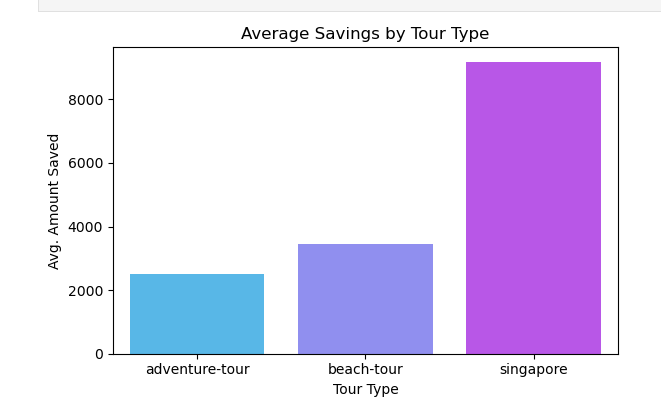 Average Savings by Tour Type
Avg. Amount Saved
8000
6000
4000
2000
0
adventure-tour
beach-tour
singapore
Tour Type